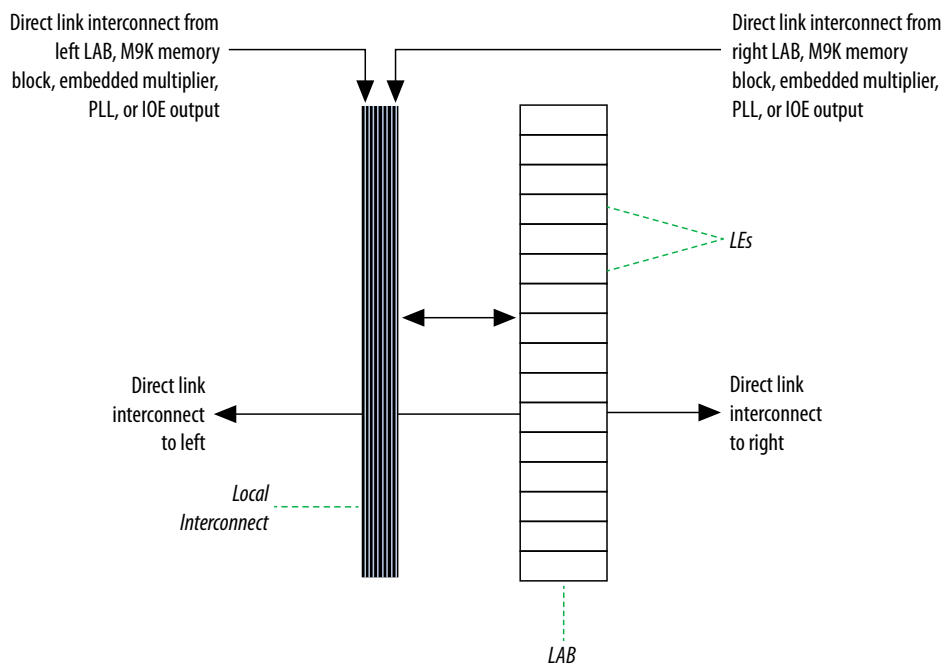 Direct link interconnect from
left LAB, M9K memory
block, embedded multiplier,
PLL, or IOE output
Direct link interconnect from
right LAB, M9K memory
block, embedded multiplier,
PLL, or IOE output
LEs
Direct link
interconnect
to left
Direct link
interconnect
to right
Local
Interconnect
LAB